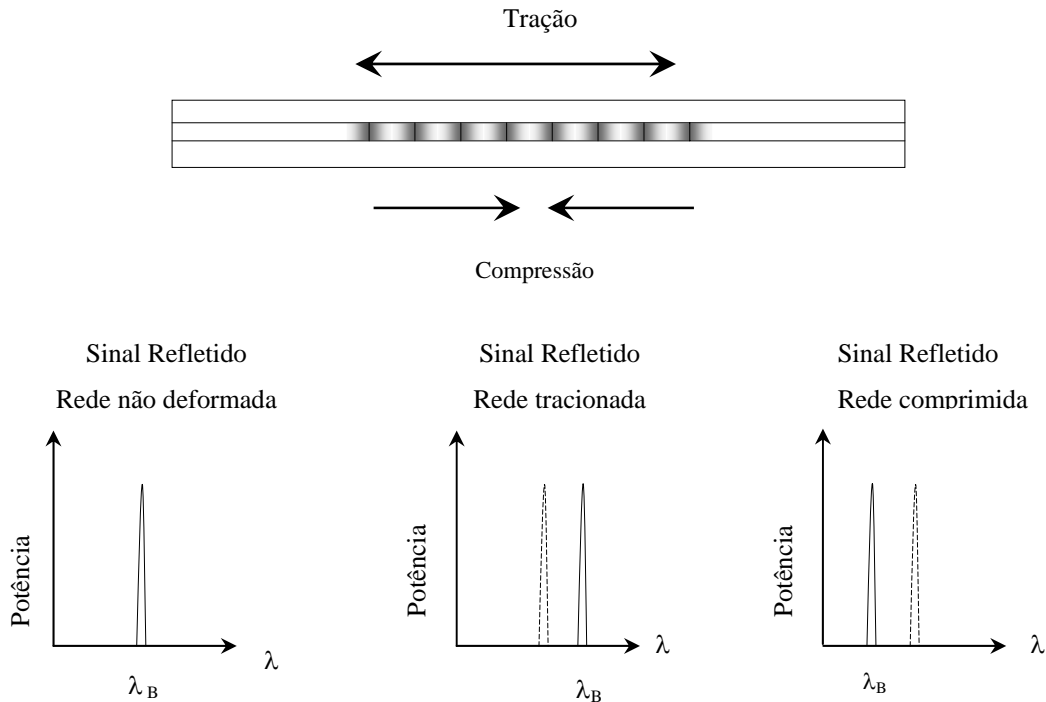 Tração
Compressão
Sinal Refletido
Rede não deformada
Potência
λ
λ B
Sinal Refletido
Rede tracionada
Potência
λ
λB
Sinal Refletido
Rede comprimida
Potência
λ
λB